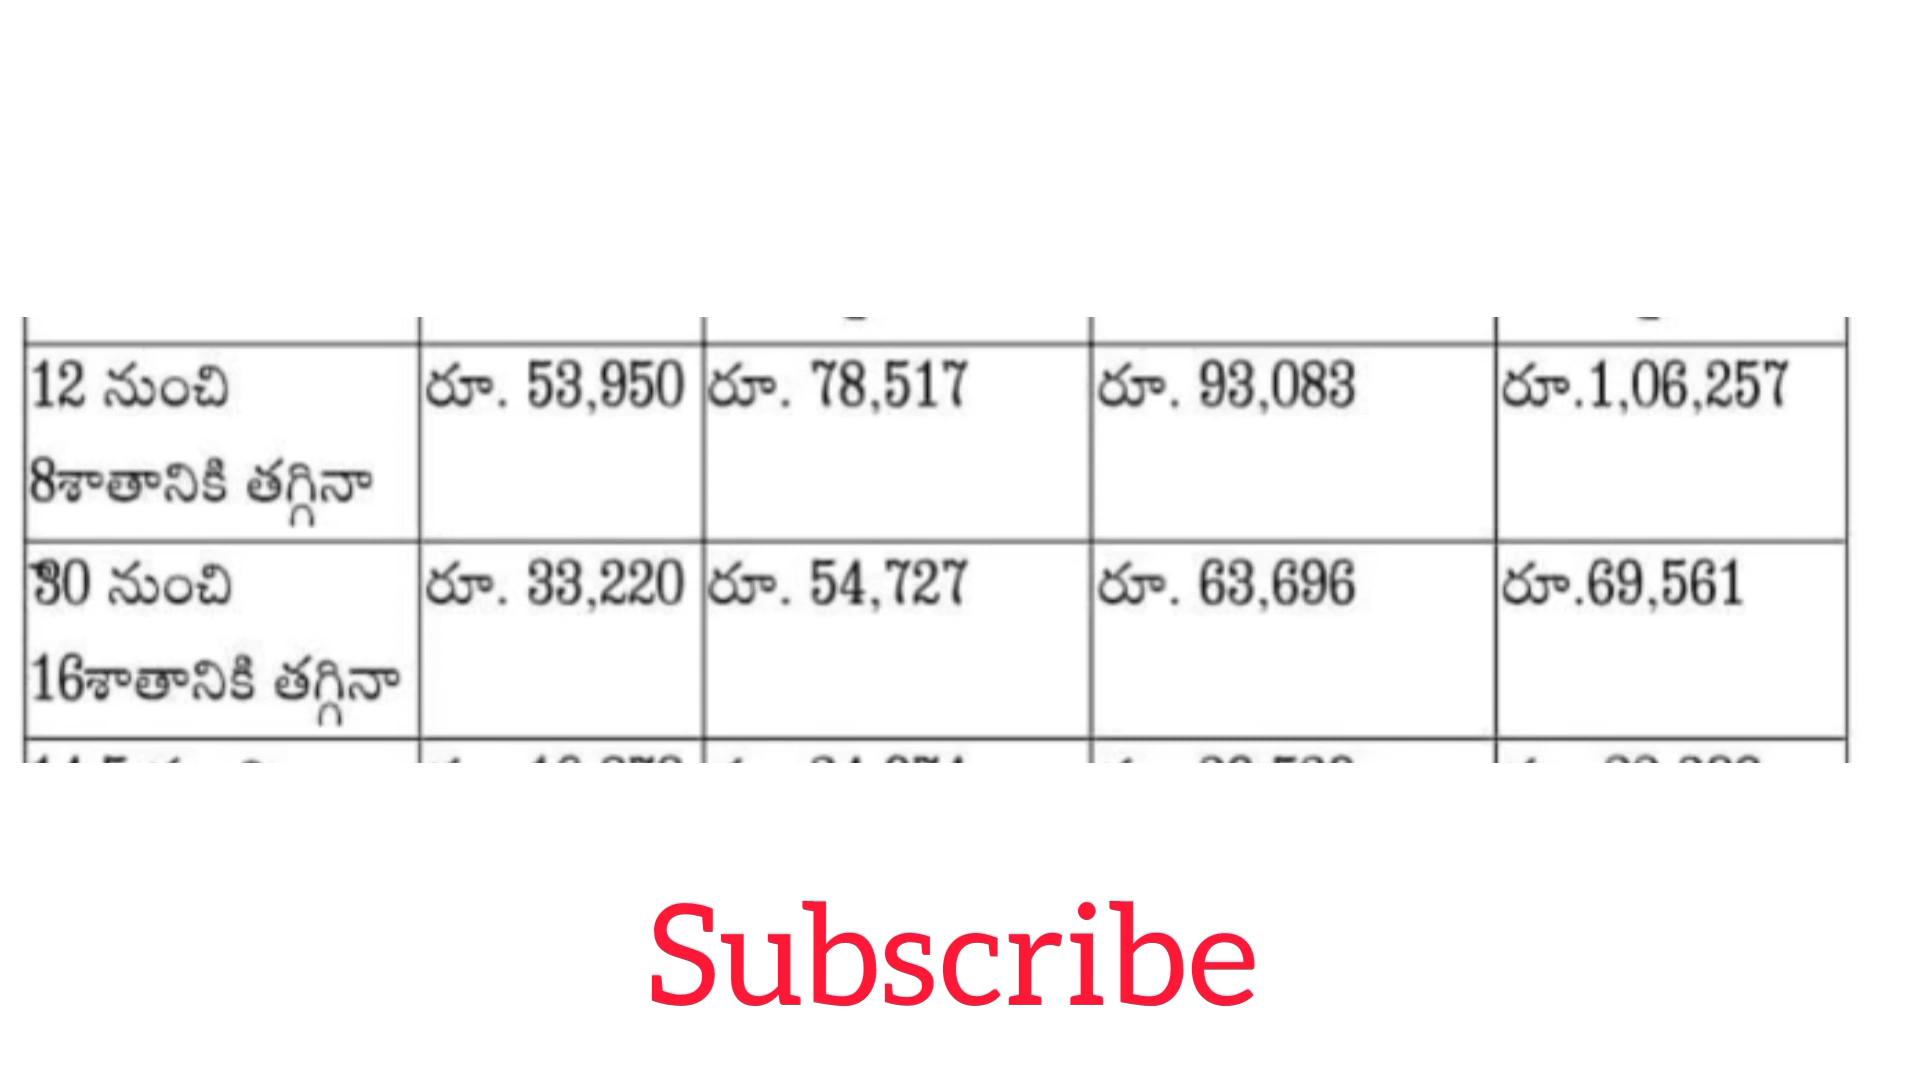 12 నుంచి రూ. 53,950 రూ. 78,517 రూ. 93,083 రూ.1,06,257
8శాతానికి తగ్గినా
30 నుంచి రూ. 33,220 రూ. 54,727 రూ. 63,696 రూ.69,561
16శాతానికి తగ్గినా
Subscribe